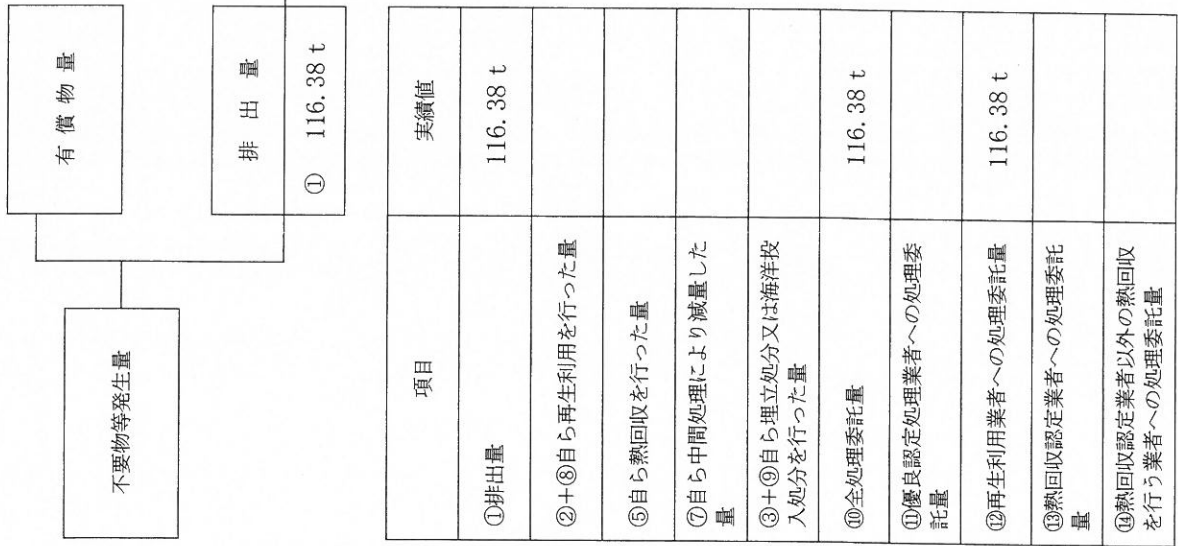 有償物量
不要物等発生量
排出量
① 116.38 t
項目 実績値
①排出量 116.38 t
②+⑧自ら再生利用を行った量
⑤自ら熱回収を行った量
⑦自ら中間処理により減量した
量
③+⑨自ら埋立処分又は海洋投
入処分を行った量
⑩全処理委託量 116.38 t
⑪優良認定処理業者への処理委
託量
⑫再生利用業者への処理委託量 116.38 t
⑬熱回収認定業者への処理委託
量
⑭熱回収認定業者以外の熱回収
を行う業者への処理委託量